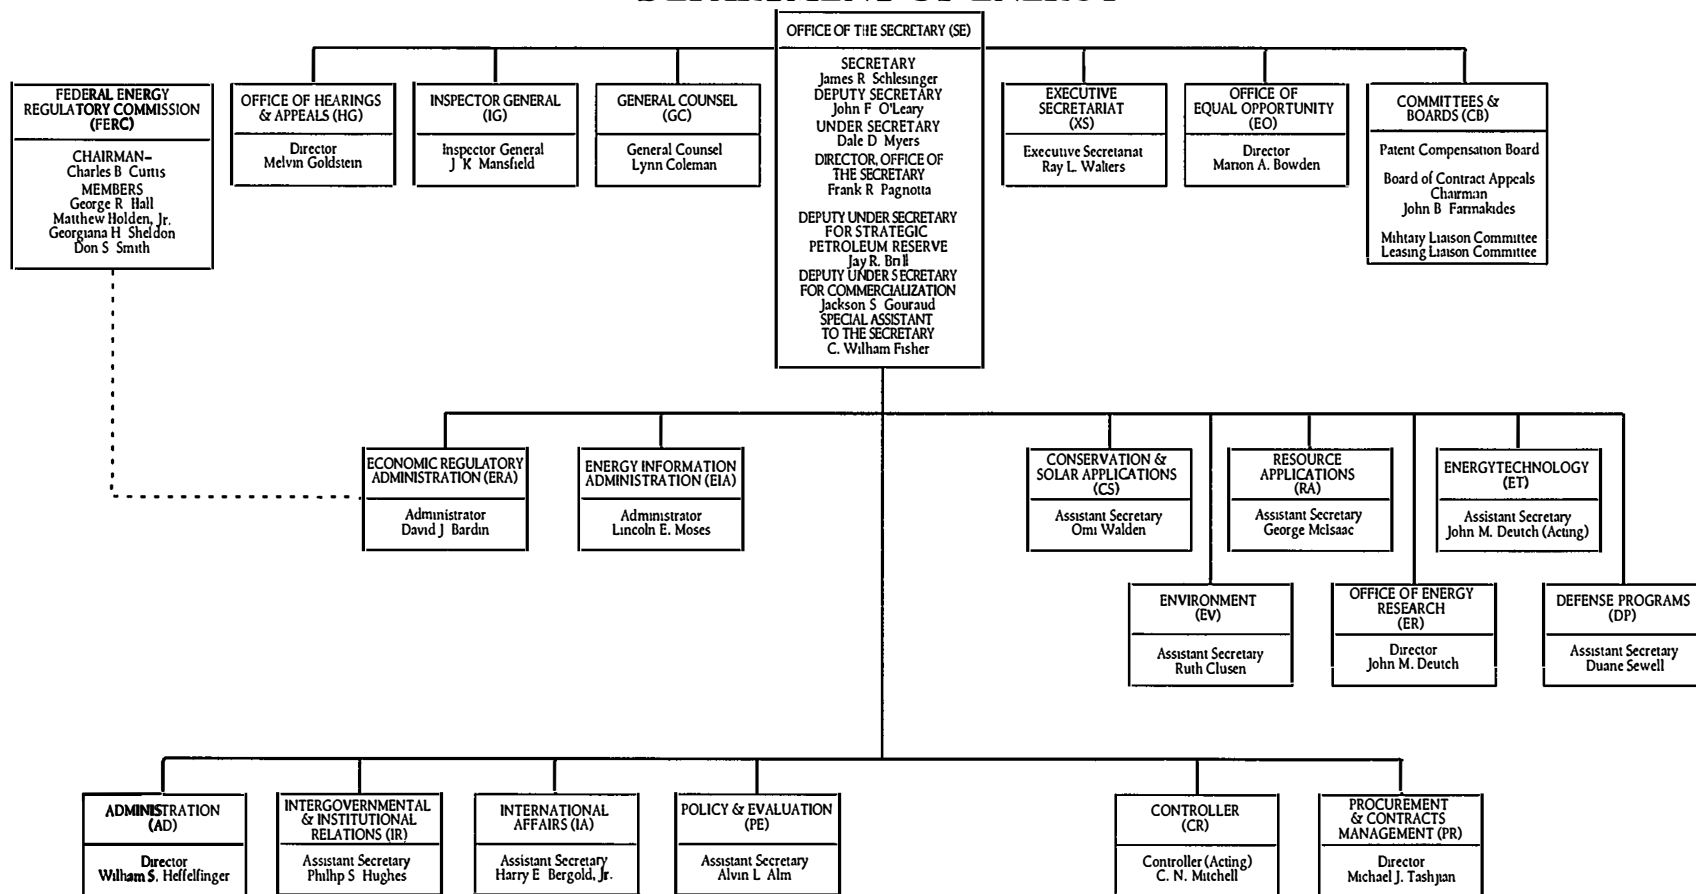 DEPARTMENT OF ENERGY
OFFICE OF THE SECRETARY (SE)
SECRETARY
James R Schlesinger
DEPUTY SECRETARY
John F O'Leary
UNDER SECRETARY
Dale D Myers
DIRECTOR, OFFICE OF
THE SECRETARY
Frank R Pagnotta
DEPUTY UNDER SECRETARY
FOR STRATEGIC
PETROLEUM RESERVE
Jay R. Brill
DEPUTY UNDER SECRETARY
FOR COMMERCIALIZATION
Jackson S Gouraud
SPECIAL ASSISTANT
TO THE SECRETARY
C. William Fisher
FEDERAL ENERGY
REGULATORY COMMISSION
(FERC)
CHAIRMAN–
Charles B Curtis
MEMBERS
George R Hall
Matthew Holden, Jr.
Georgiana H Sheldon
Don S Smith
OFFICE OF HEARINGS
& APPEALS (HG)
Director
Melvin Goldstein
INSPECTOR GENERAL
(IG)
Inspector General
J K Mansfield
GENERAL COUNSEL
(GC)
General Counsel
Lynn Coleman
EXECUTIVE
SECRETARIAT
(XS)
Executive Secretariat
Ray L. Walters
OFFICE OF
EQUAL OPPORTUNITY
(EO)
Director
Marion A. Bowden
COMMITTEES &
BOARDS (CB)
Patent Compensation Board
Board of Contract Appeals
Chairman
John B Farmakides
Military Liaison Committee
Leasing Liaison Committee
ECONOMIC REGULATORY
ADMINISTRATION (ERA)
Administrator
David J Bardin
ENERGY INFORMATION
ADMINISTRATION (EIA)
Administrator
Lincoln E. Moses
CONSERVATION &
SOLAR APPLICATIONS
(CS)
Assistant Secretary
Omi Walden
RESOURCE
APPLICATIONS
(RA)
Assistant Secretary
George McIsaac
ENERGY TECHNOLOGY
(ET)
Assistant Secretary
John M. Deutch (Acting)
ENVIRONMENT
(EV)
Assistant Secretary
Ruth Clusen
OFFICE OF ENERGY
RESEARCH
(ER)
Director
John M. Deutch
DEFENSE PROGRAMS
(DP)
Assistant Secretary
Duane Sewell
ADMINISTRATION
(AD)
Director
William S. Heffelfinger
INTERGOVERNMENTAL
& INSTITUTIONAL
RELATIONS (IR)
Assistant Secretary
Philip S Hughes
INTERNATIONAL
AFFAIRS (IA)
Assistant Secretary
Harry E Bergold, Jr.
POLICY & EVALUATION
(PE)
Assistant Secretary
Alvin L Alm
CONTROLLER
(CR)
Controller (Acting)
C. N. Mitchell
PROCUREMENT
& CONTRACTS
MANAGEMENT (PR)
Director
Michael J. Tashjian